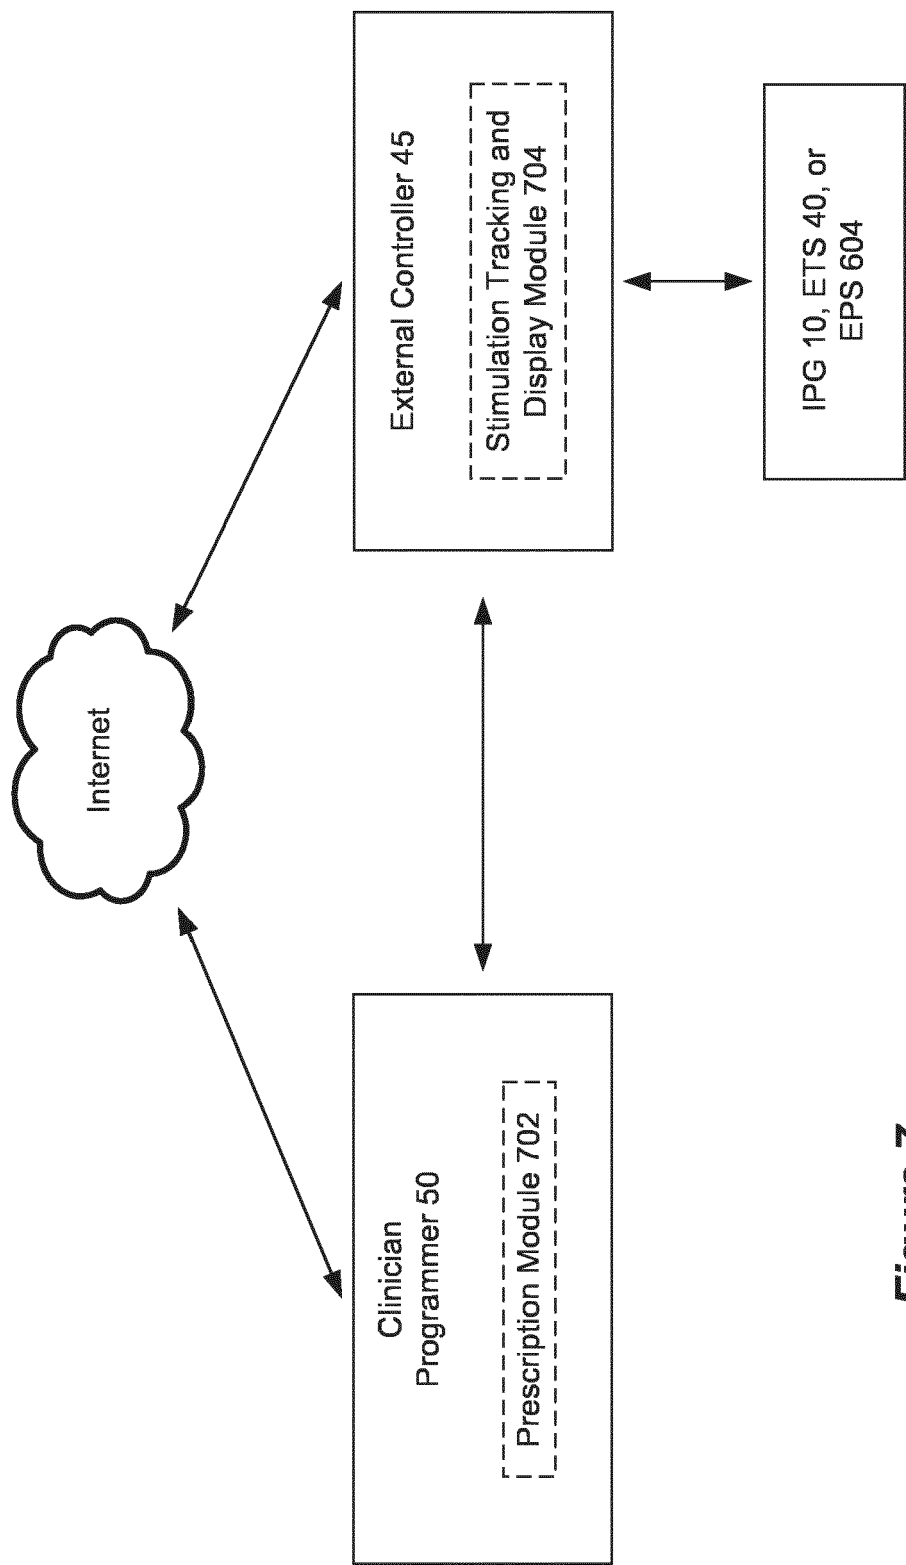 Internet
Clinician
Programmer 50
Prescription Module 702
External Controller 45
Stimulation Tracking and
Display Module 704
IPG 10, ETS 40, or
EPS 604
Figure 7